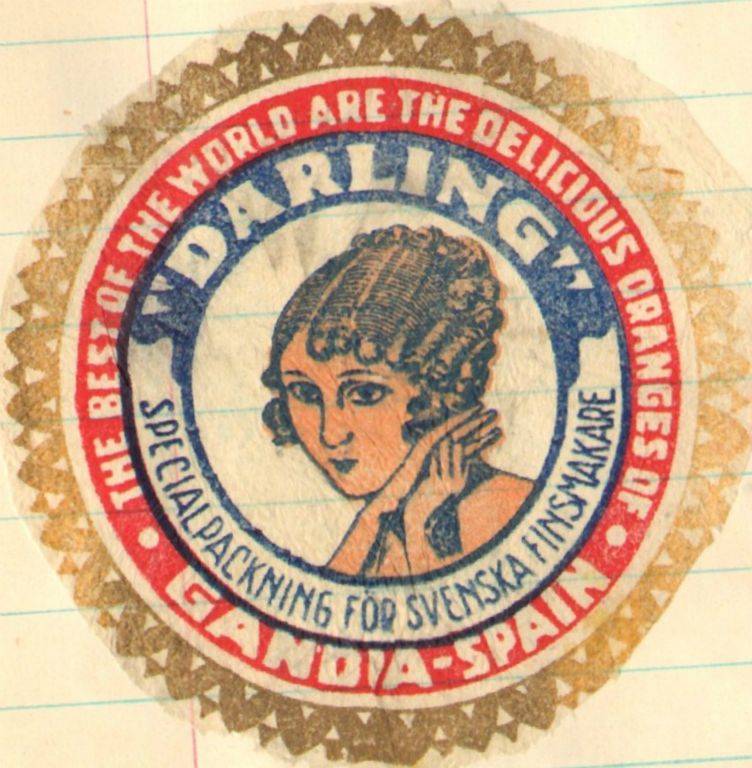 THE BEST OF THE WORLD ARE THE DELICIOUS ORANGES OF
GANDIA-SPAIN
"DARLING"
SPECIALPACKNING FÖR SVENSKA FINSMAKARE